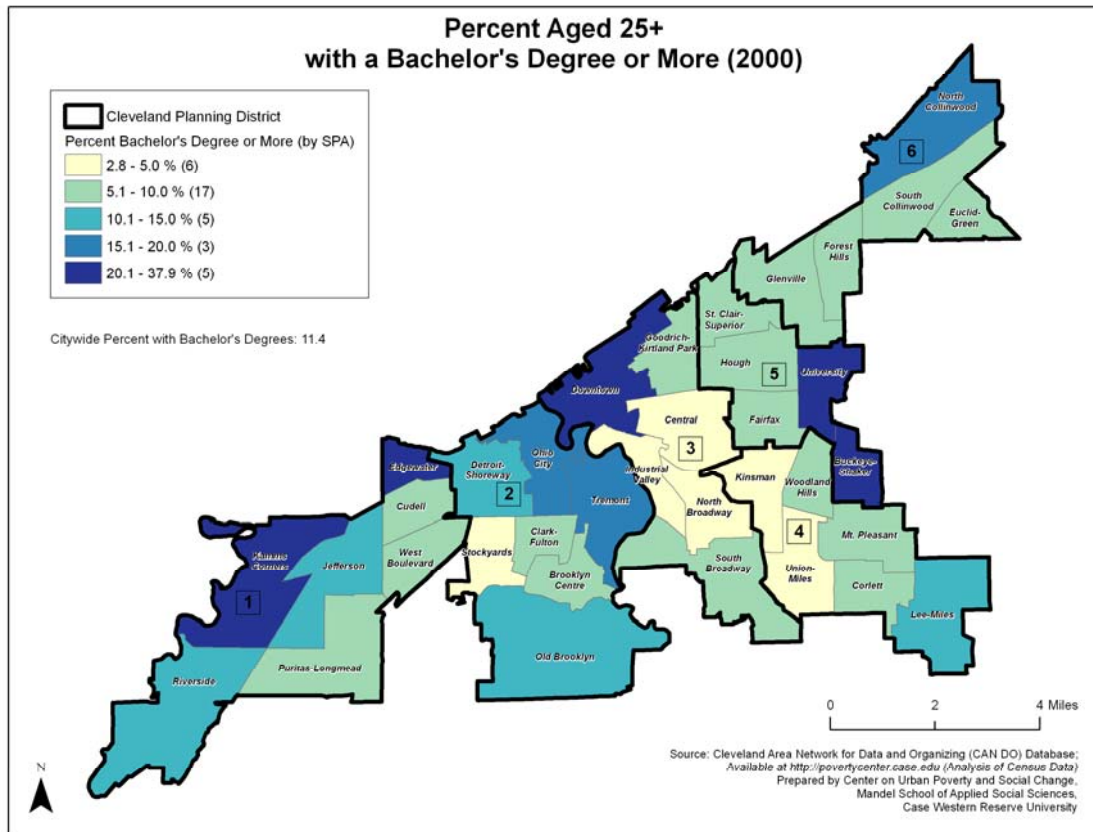 Percent Aged 25+
with a Bachelor's Degree or More (2000)
Cleveland Planning District
Percent Bachelor's Degree or More (by SPA)
2.8 - 5.0 % (6)
5.1 - 10.0 % (17)
10.1 - 15.0 % (5)
15.1 - 20.0 % (3)
20.1 - 37.9 % (5)
Citywide Percent with Bachelor's Degrees: 11.4
North
Collinwood
6
South
Collinwood
Euclid-
Green
Forest
Hills
Glenville
St. Clair-
Superior
Goodrich-
Kirtland Park
Hough
5
University
Downtown
Fairfax
Central
3
Buckeye-
Shaker
Edgewater
Detroit-
Shoreway
2
Ohio
City
Industrial
Valley
Kinsman
Woodland
Hills
Cudell
Tremont
North
Broadway
4
Mt. Pleasant
Clark-
Fulton
West
Boulevard
Stockyards
Kamms
Corners
Jefferson
Brooklyn
Centre
South
Broadway
Union-
Miles
Corlett
1
Lee-Miles
Old Brooklyn
Puritas-Longmead
Riverside
0 2 4 Miles
N
Source: Cleveland Area Network for Data and Organizing (CAN DO) Database;
Available at http://povertycenter.case.edu (Analysis of Census Data)
Prepared by Center on Urban Poverty and Social Change,
Mandel School of Applied Social Sciences,
Case Western Reserve University